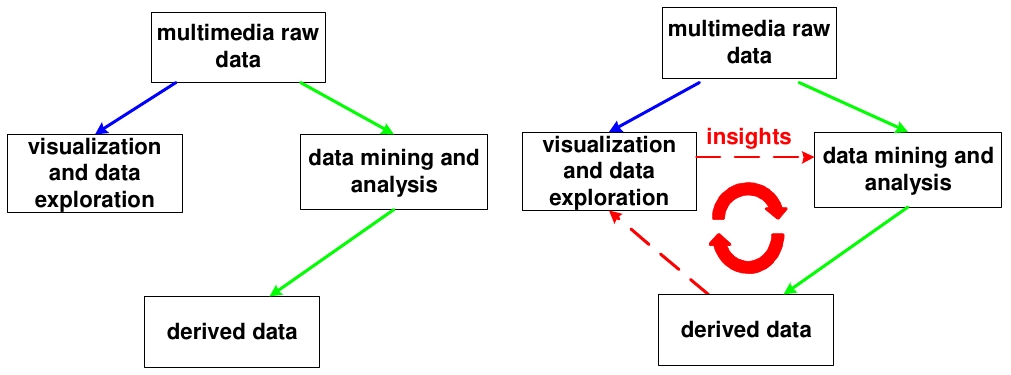 multimedia raw
data
visualization
and data
exploration
data mining and
analysis
derived data
multimedia raw
data
visualization
and data
exploration
insights
data mining and
analysis
derived data